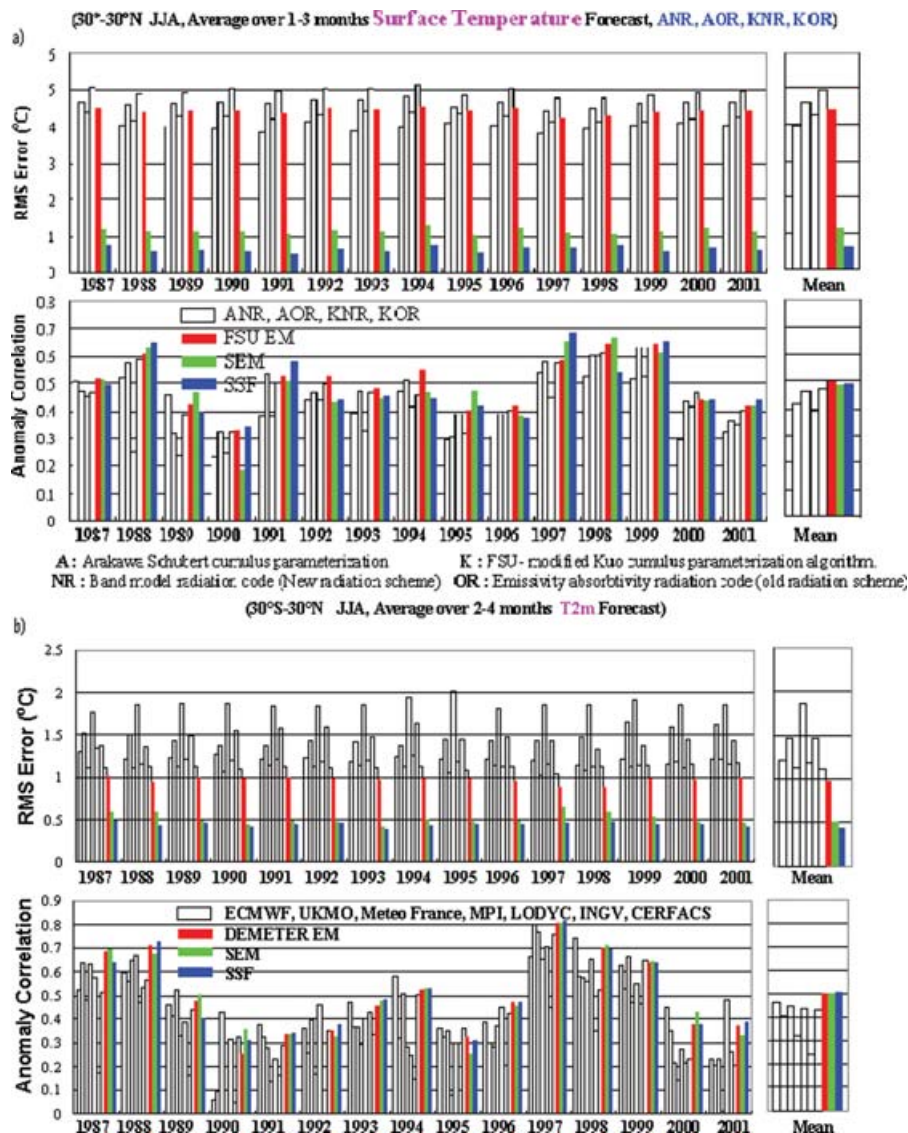 (30°-30°N JJA, Average over 1-3 months Surface Temperature Forecast, ANR, AOR, KNR, KOR)
a)
RMS Error (°C)
5
5
4
3
2
1
0
1987 1988 1989 1990 1991 1992 1993 1994 1995 1996 1997 1998 1999 2000 2001
Mean
Anomaly Correlation
0.8
0.7
0.6
0.5
0.4
0.3
0.2
0.1
0
ANR, AOR, KNR, KOR
FSU EM
SEM
SSF
1987 1988 1989 1990 1991 1992 1993 1994 1995 1996 1997 1998 1999 2000 2001
Mean
A : Arakawa Schubert cumulus parameterization K : FSU- modified Kuo cumulus parameterization algorithm.
NR : Band model radiation code (New radiation scheme) OR : Emissivity absorbtivity radiation code (old radiation scheme)
(30°S-30°N JJA, Average over 2-4 months T2m Forecast)
b)
RMS Error (°C)
2.5
2
1.5
1
0.5
0
1987 1988 1989 1990 1991 1992 1993 1994 1995 1996 1997 1998 1999 2000 2001
Mean
Anomaly Correlation
0.9
0.8
0.7
0.6
0.5
0.4
0.3
0.2
0.1
0
ECMWF, UKMO, Meteo France, MPI, LODYC, INGV, CERFACS
DEMETER EM
SEM
SSF
1987 1988 1989 1990 1991 1992 1993 1994 1995 1996 1997 1998 1999 2000 2001
Mean